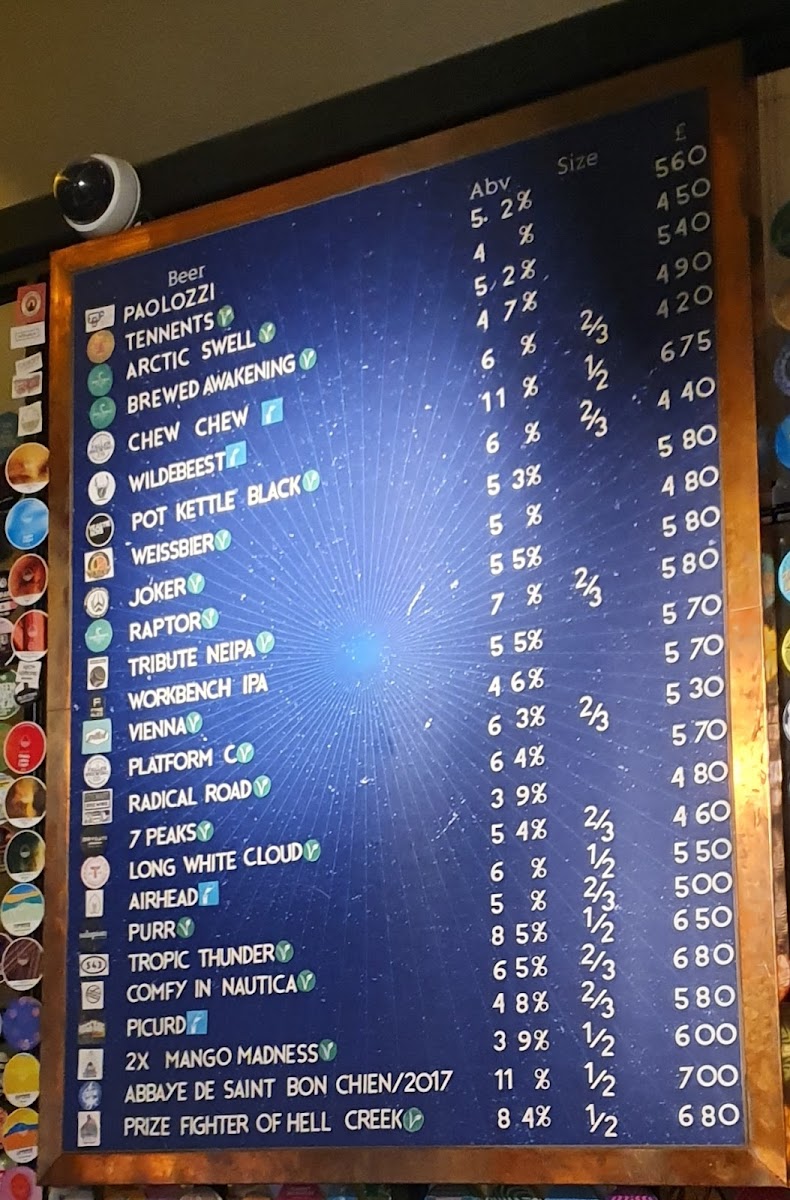 Beer Abv Size £
PAOLOZZI 5.2% 560
TENNENTS 4 % 450
ARCTIC SWELL 5.2% 540
BREWED AWAKENING 4 7% 490
CHEW CHEW 6 % 2/3 420
WILDEBEEST 11 % 1/2 675
POT KETTLE BLACK 6 % 2/3 440
WEISSBIER 5 3% 580
JOKER 5 % 480
RAPTOR 5 5% 580
TRIBUTE NEIPA 7 % 2/3 580
WORKBENCH IPA 5 5% 570
VIENNA 4 6% 570
PLATFORM C 6 3% 2/3 530
RADICAL ROAD 6 4% 570
7 PEAKS 3 9% 480
LONG WHITE CLOUD 5 4% 2/3 460
AIRHEAD 6 % 1/2 550
PURR 5 % 2/3 500
TROPIC THUNDER 8 5% 1/2 650
COMFY IN NAUTICA 6 5% 2/3 680
PICURD 4 8% 2/3 580
2X MANGO MADNESS 3 9% 1/2 600
ABBAYE DE SAINT BON CHIEN/2017 11 % 1/2 700
PRIZE FIGHTER OF HELL CREEK 8 4% 1/2 680